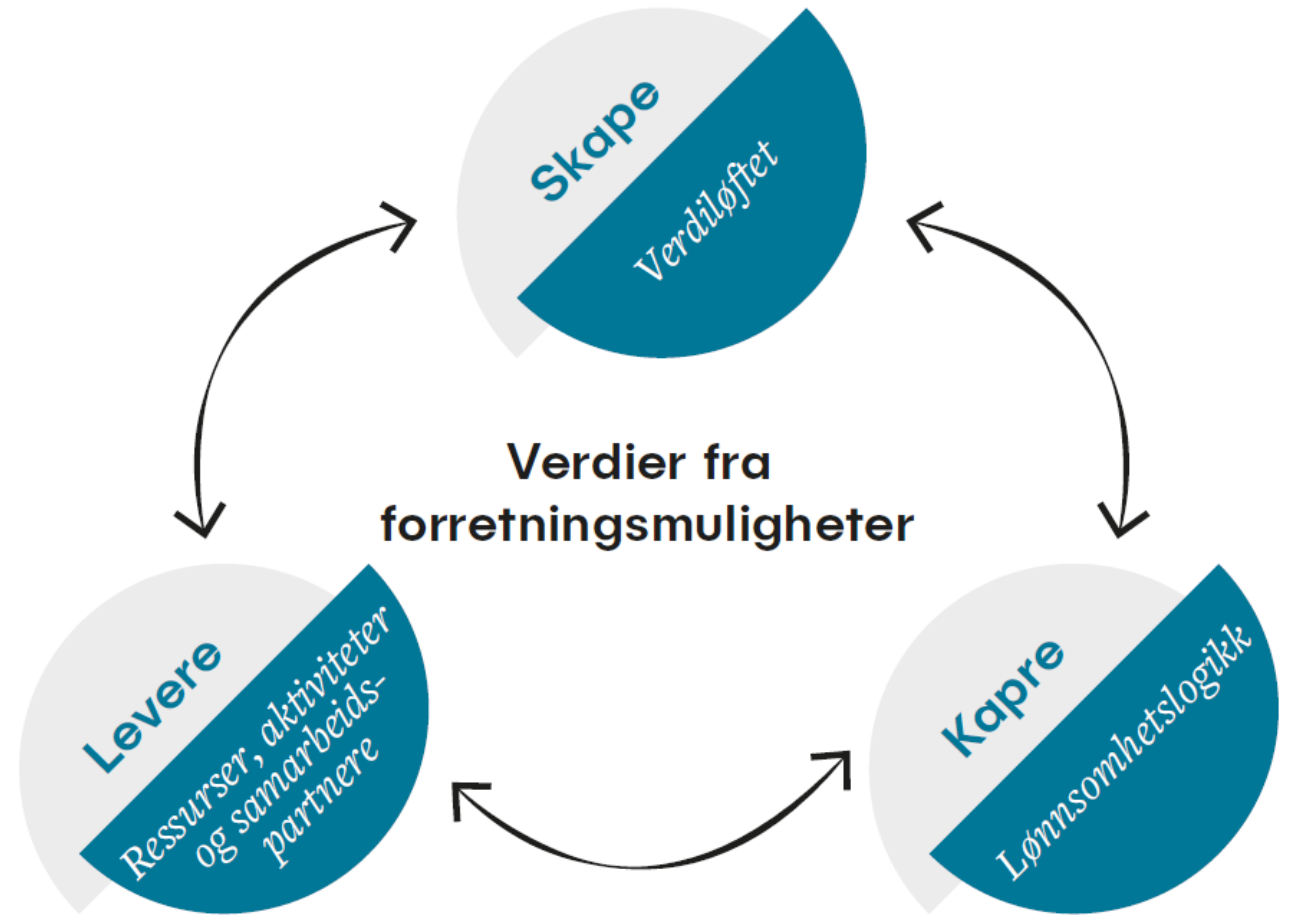 Skape
Verdiløftet
Verdier fra
forretningsmuligheter
Levere
Ressurser, aktiviteter
og samarbeids-
partnere
Kapre
Lønnsomhetslogikk